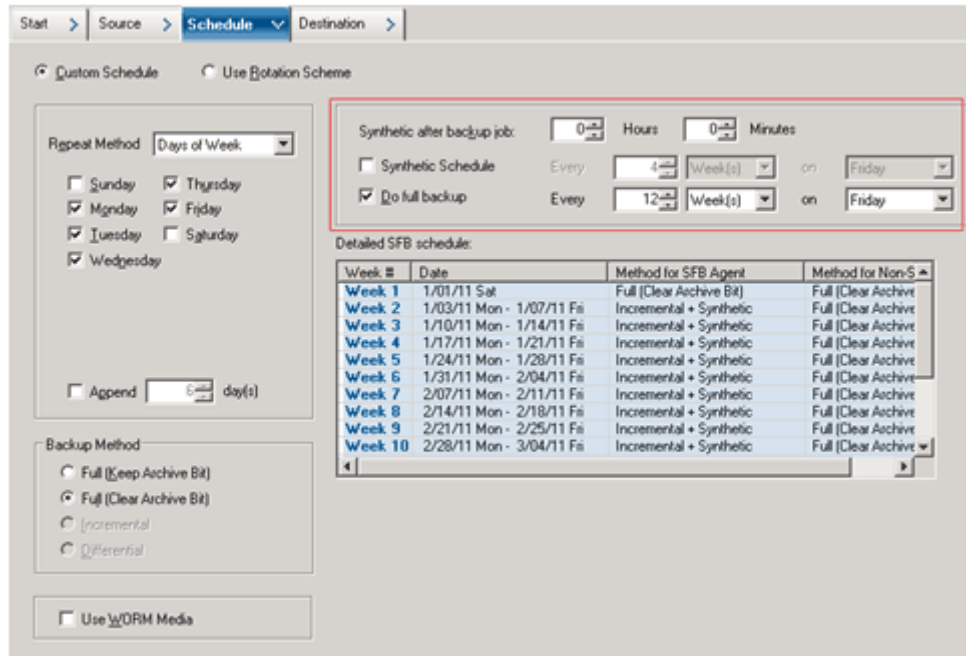 Start > Source > Schedule Destination >
Custom Schedule Use Rotation Scheme
Repeat Method Days of Week
Sunday Thursday
Monday Friday
Tuesday Saturday
Wednesday
Append 6 day(s)
Backup Method
Full (Keep Archive Bit)
Full (Clear Archive Bit)
Incremental
Differential
Use WORM Media
Synthetic after backup job: 0 Hours 0 Minutes
Synthetic Schedule Every 4 Week(s) on Friday
Do full backup Every 12 Week(s) on Friday
Detailed SFB schedule:
Week # Date Method for SFB Agent Method for Non-S
Week 1 1/01/11 Sat Full (Clear Archive Bit) Full (Clear Archive
Week 2 1/03/11 Mon - 1/07/11 Fri Incremental + Synthetic Full (Clear Archive
Week 3 1/10/11 Mon - 1/14/11 Fri Incremental + Synthetic Full (Clear Archive
Week 4 1/17/11 Mon - 1/21/11 Fri Incremental + Synthetic Full (Clear Archive
Week 5 1/24/11 Mon - 1/28/11 Fri Incremental + Synthetic Full (Clear Archive
Week 6 1/31/11 Mon - 2/04/11 Fri Incremental + Synthetic Full (Clear Archive
Week 7 2/07/11 Mon - 2/11/11 Fri Incremental + Synthetic Full (Clear Archive
Week 8 2/14/11 Mon - 2/18/11 Fri Incremental + Synthetic Full (Clear Archive
Week 9 2/21/11 Mon - 2/25/11 Fri Incremental + Synthetic Full (Clear Archive
Week 10 2/28/11 Mon - 3/04/11 Fri Incremental + Synthetic Full (Clear Archive